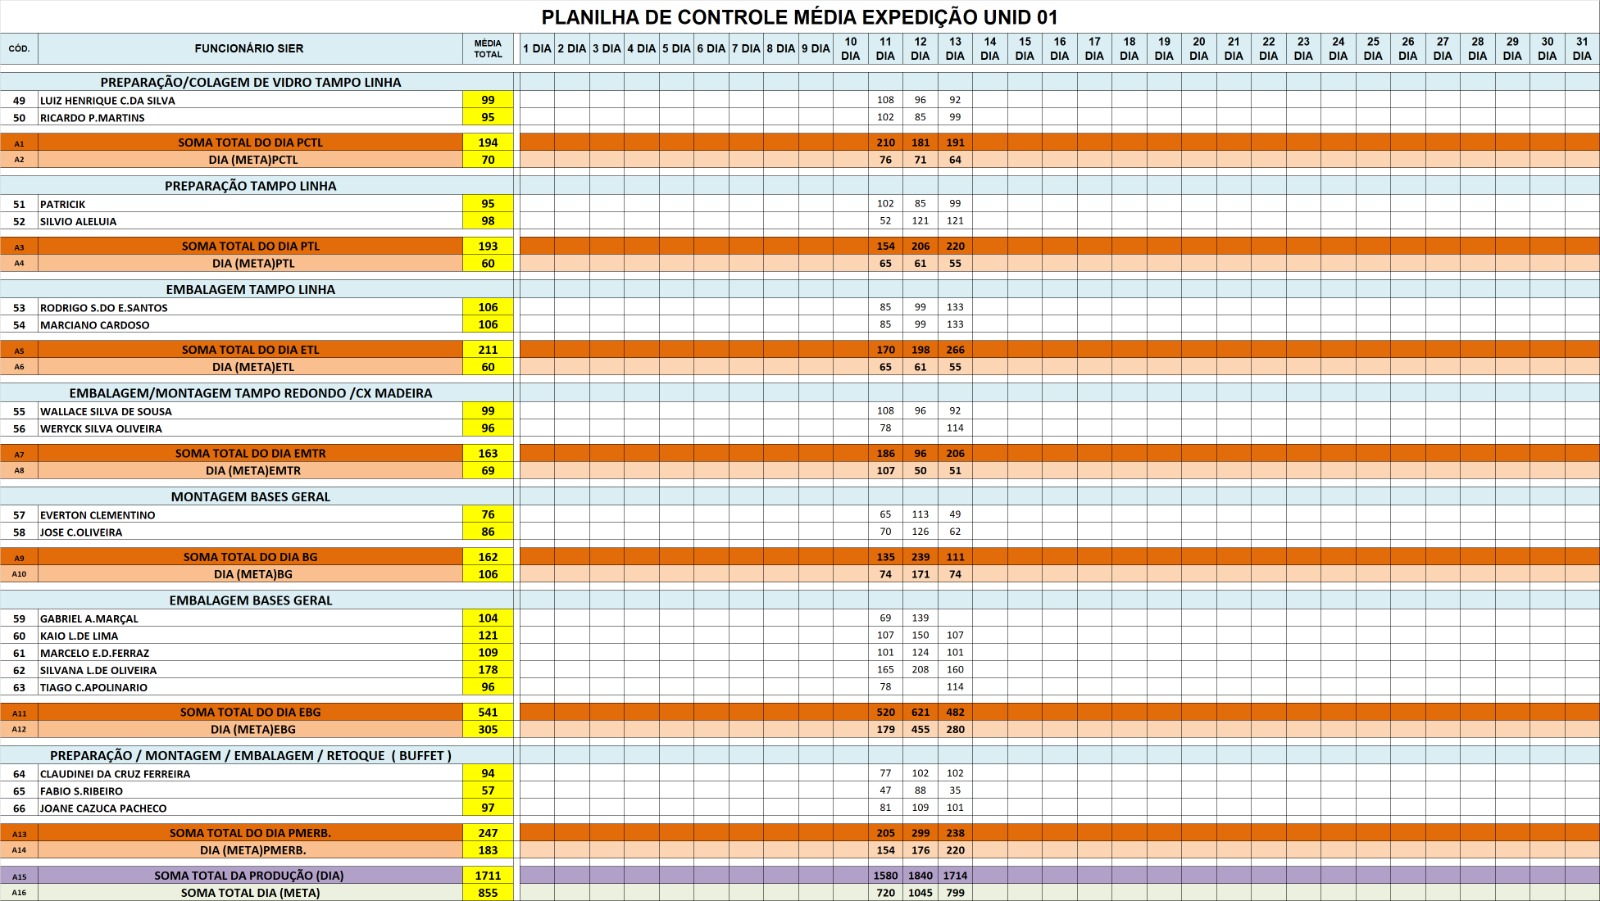 PLANILHA DE CONTROLE MÉDIA EXPEDIÇÃO UNID 01
CÓD. FUNCIONÁRIO SIER MÉDIA TOTAL 1 DIA 2 DIA 3 DIA 4 DIA 5 DIA 6 DIA 7 DIA 8 DIA 9 DIA 10 DIA 11 DIA 12 DIA 13 DIA 14 DIA 15 DIA 16 DIA 17 DIA 18 DIA 19 DIA 20 DIA 21 DIA 22 DIA 23 DIA 24 DIA 25 DIA 26 DIA 27 DIA 28 DIA 29 DIA 30 DIA 31 DIA
PREPARAÇÃO/COLAGEM DE VIDRO TAMPO LINHA
49 LUIZ HENRIQUE C.DA SILVA 99 108 96 92
50 RICARDO P.MARTINS 95 102 85 99
A1 SOMA TOTAL DO DIA PCTL 194 210 181 191
A2 DIA (META)PCTL 70 76 71 64
PREPARAÇÃO TAMPO LINHA
51 PATRICIK 95 102 85 99
52 SILVIO ALELUIA 98 52 121 121
A3 SOMA TOTAL DO DIA PTL 193 154 206 220
A4 DIA (META)PTL 60 65 61 55
EMBALAGEM TAMPO LINHA
53 RODRIGO S.DO E.SANTOS 106 85 99 133
54 MARCIANO CARDOSO 106 85 99 133
A5 SOMA TOTAL DO DIA ETL 211 170 198 266
A6 DIA (META)ETL 60 65 61 55
EMBALAGEM/MONTAGEM TAMPO REDONDO /CX MADEIRA
55 WALLACE SILVA DE SOUSA 99 108 96 92
56 WERYCK SILVA OLIVEIRA 96 78 114
A7 SOMA TOTAL DO DIA EMTR 163 186 96 206
A8 DIA (META)EMTR 69 107 50 51
MONTAGEM BASES GERAL
57 EVERTON CLEMENTINO 76 65 113 49
58 JOSE C.OLIVEIRA 86 70 126 62
A9 SOMA TOTAL DO DIA BG 162 135 239 111
A10 DIA (META)BG 106 74 171 74
EMBALAGEM BASES GERAL
59 GABRIEL A.MARÇAL 104 69 139
60 KAIO L.DE LIMA 121 107 150 107
61 MARCELO E.D.FERRAZ 109 101 124 101
62 SILVANA L.DE OLIVEIRA 178 165 208 160
63 TIAGO C.APOLINARIO 96 78 114
A11 SOMA TOTAL DO DIA EBG 541 520 621 482
A12 DIA (META)EBG 305 179 455 280
PREPARAÇÃO / MONTAGEM / EMBALAGEM / RETOQUE ( BUFFET )
64 CLAUDINEI DA CRUZ FERREIRA 94 77 102 102
65 FABIO S.RIBEIRO 57 47 88 35
66 JOANE CAZUCA PACHECO 97 81 109 101
A13 SOMA TOTAL DO DIA PMERB. 247 205 299 238
A14 DIA (META)PMERB. 183 154 176 220
A15 SOMA TOTAL DA PRODUÇÃO (DIA) 1711 1580 1840 1714
A16 SOMA TOTAL DIA (META) 855 720 1045 799